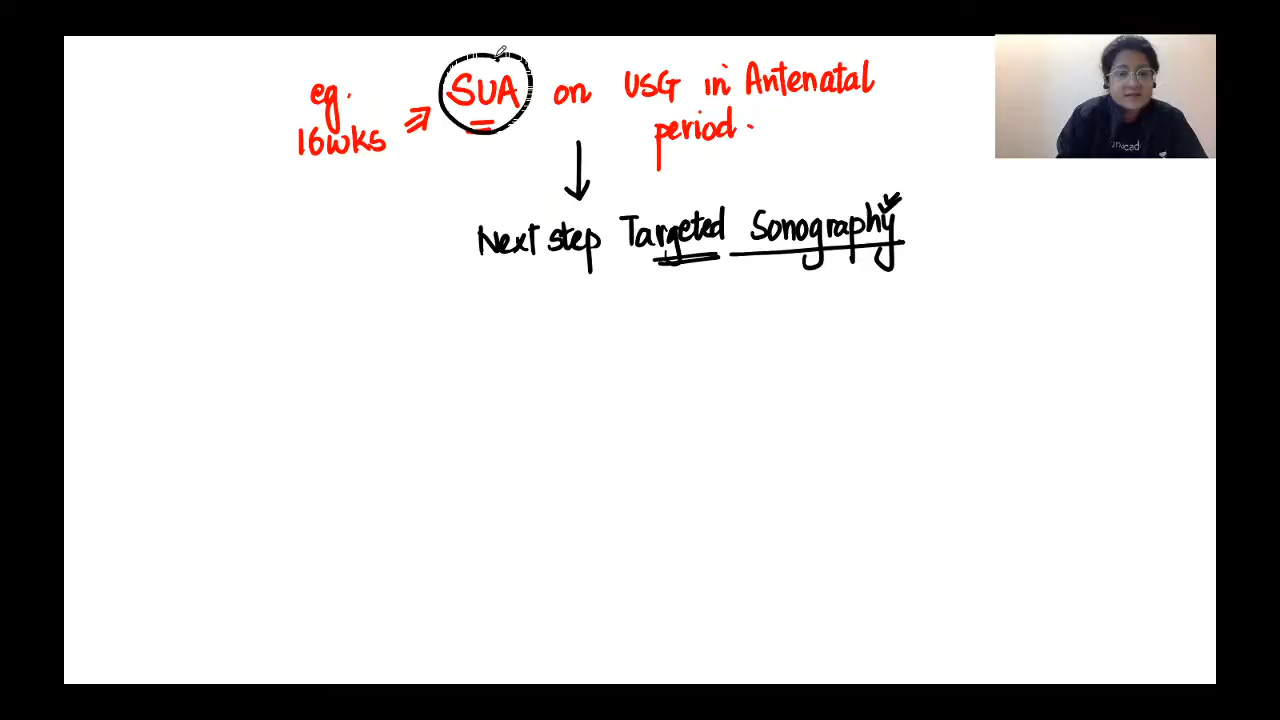 eg.
16wks ⇒ SUA on USG in Antenatal
period.
↓
Next step Targeted Sonography